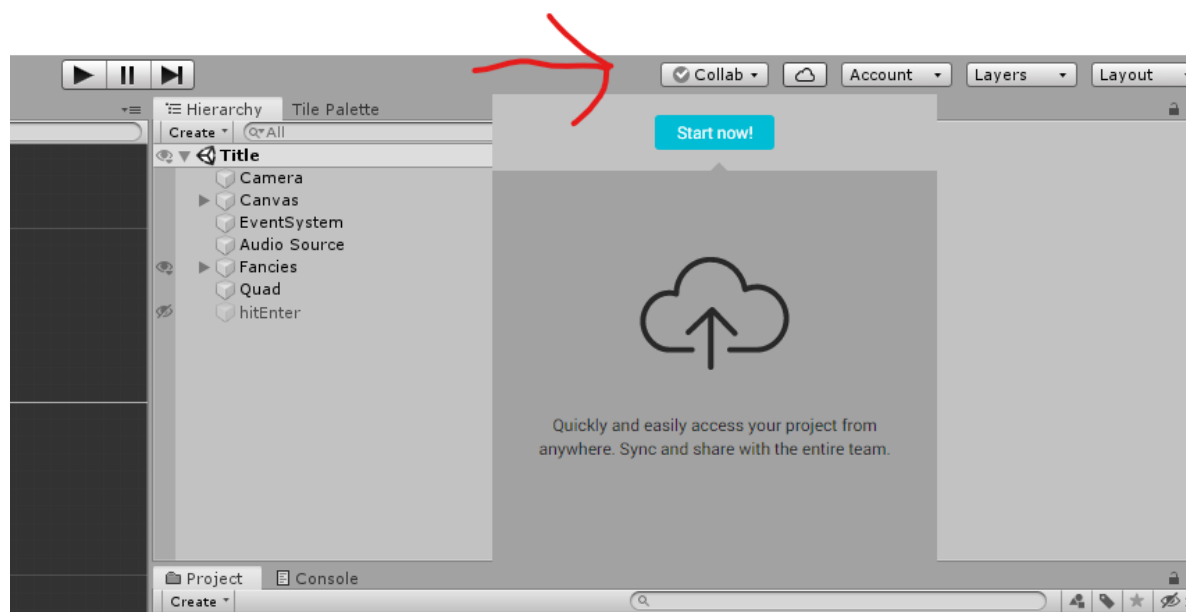 Collab Account Layers Layout
Hierarchy Tile Palette
Create All
Start now!
Title
Camera
Canvas
EventSystem
Audio Source
Fancies
Quad
hitEnter
Quickly and easily access your project from
anywhere. Sync and share with the entire team.
Project Console
Create